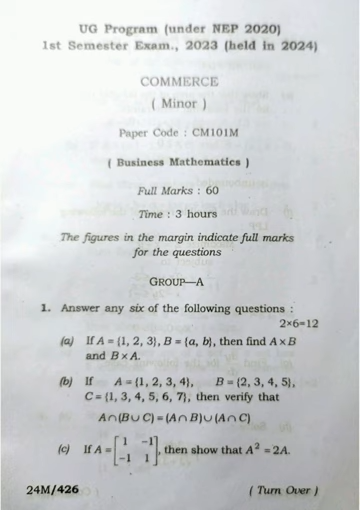 UG Program (under NEP 2020)
1st Semester Exam., 2023 (held in 2024)
COMMERCE
( Minor )
Paper Code : CM101M
( Business Mathematics )
Full Marks : 60
Time : 3 hours
The figures in the margin indicate full marks
for the questions
GROUP—A
1. Answer any six of the following questions :
2×6=12
(a) If A = {1, 2, 3}, B = {a, b}, then find A × B
and B × A.
(b) If A = {1, 2, 3, 4}, B = {2, 3, 4, 5},
C = {1, 3, 4, 5, 6, 7}, then verify that
A∩(B∪C) = (A∩B)∪(A∩C)
(c) If A = [1 −1; −1 1], then show that A² = 2A.
24M/426 ( Turn Over )